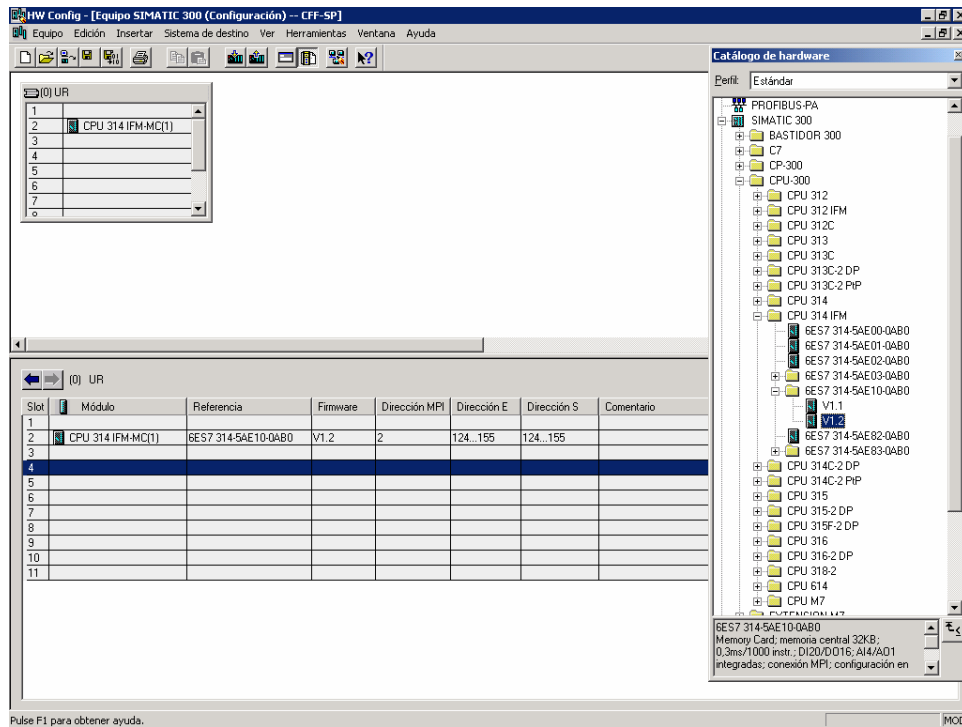 HW Config - [Equipo SIMATIC 300 (Configuración) -- CFF-SP]
Equipo Edición Insertar Sistema de destino Ver Herramientas Ventana Ayuda
(0) UR
1
2 CPU 314 IFM-MC(1)
3
4
5
6
7
8
(0) UR
Slot Módulo Referencia Firmware Dirección MPI Dirección E Dirección S Comentario
1
2 CPU 314 IFM-MC(1) 6ES7 314-5AE10-0AB0 V1.2 2 124...155 124...155
3
4
5
6
7
8
9
10
11
Catálogo de hardware
Perfil: Estándar
PROFIBUS-PA
SIMATIC 300
BASTIDOR 300
C7
CP-300
CPU-300
CPU 312
CPU 312 IFM
CPU 312C
CPU 313
CPU 313C
CPU 313C-2 DP
CPU 313C-2 PtP
CPU 314
CPU 314 IFM
6ES7 314-5AE00-0AB0
6ES7 314-5AE01-0AB0
6ES7 314-5AE02-0AB0
6ES7 314-5AE03-0AB0
6ES7 314-5AE10-0AB0
V1.1
V1.2
6ES7 314-5AE82-0AB0
6ES7 314-5AE83-0AB0
CPU 314C-2 DP
CPU 314C-2 PtP
CPU 315
CPU 315-2 DP
CPU 315F-2 DP
CPU 316
CPU 316-2 DP
CPU 318-2
CPU 614
CPU M7
EXTENSION M7
6ES7 314-5AE10-0AB0
Memory Card; memoria central 32KB;
0,3ms/1000 instr.; DI20/DO16; AI4/AO1
integradas; conexión MPI; configuración en
Pulse F1 para obtener ayuda.
MOD